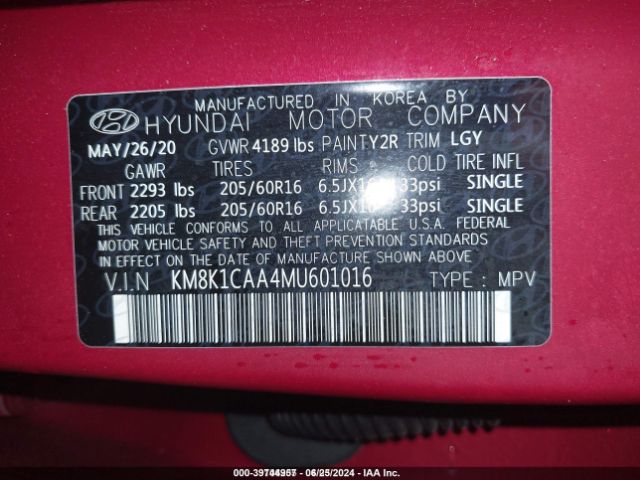 MANUFACTURED IN KOREA BY
HYUNDAI MOTOR COMPANY
MAY/26/20 GVWR 4189 lbs PAINT Y2R TRIM LGY
GAWR TIRES RIMS COLD TIRE INFL
FRONT 2293 lbs 205/60R16 33psi SINGLE
REAR 2205 lbs 205/60R16 33psi SINGLE
THIS VEHICLE CONFORMS TO ALL APPLICATABLE U.S.A. FEDERAL
MOTOR VEHICLE SAFETY AND THEFT PREVENTION STANDARDS
IN EFFECT ON THE DATE OF MANUFACTURE SHOWN ABOVE.
V.I.N KM8K1CAA4MU601016 TYPE : MPV
06/25/2024 - IAA Inc.